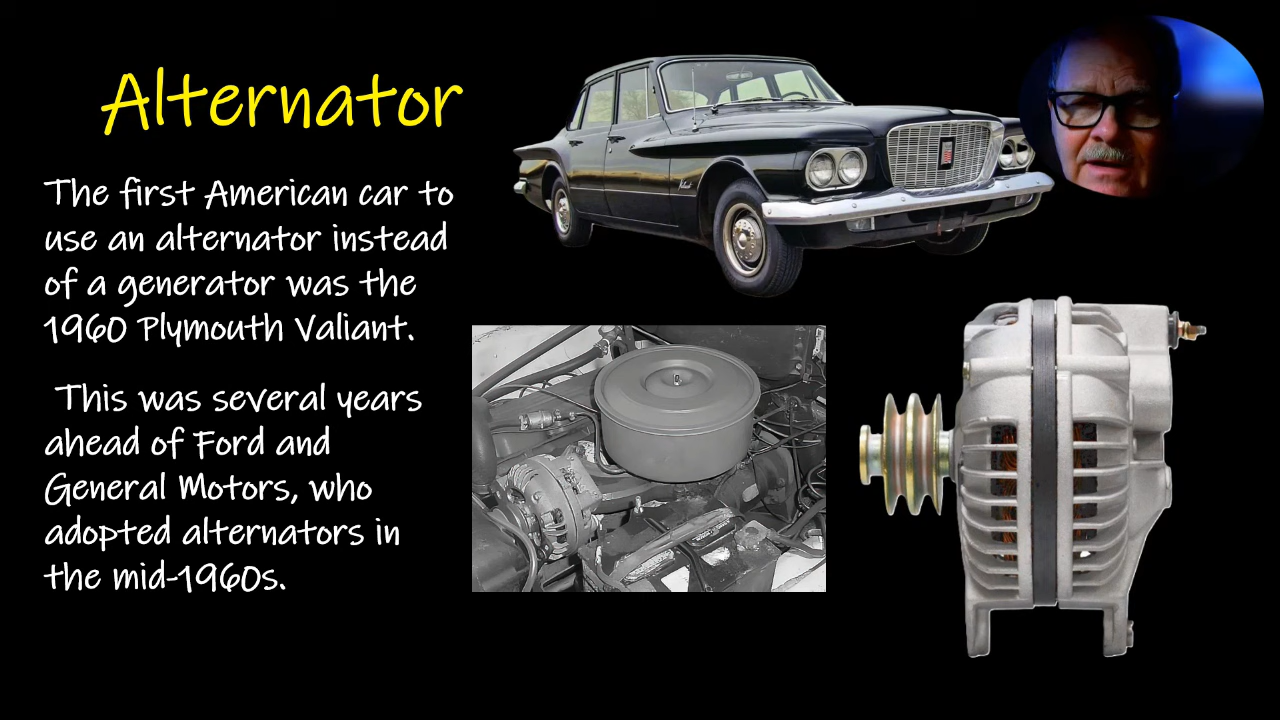 Alternator
The first American car to
use an alternator instead
of a generator was the
1960 Plymouth Valiant.
This was several years
ahead of Ford and
General Motors, who
adopted alternators in
the mid-1960s.